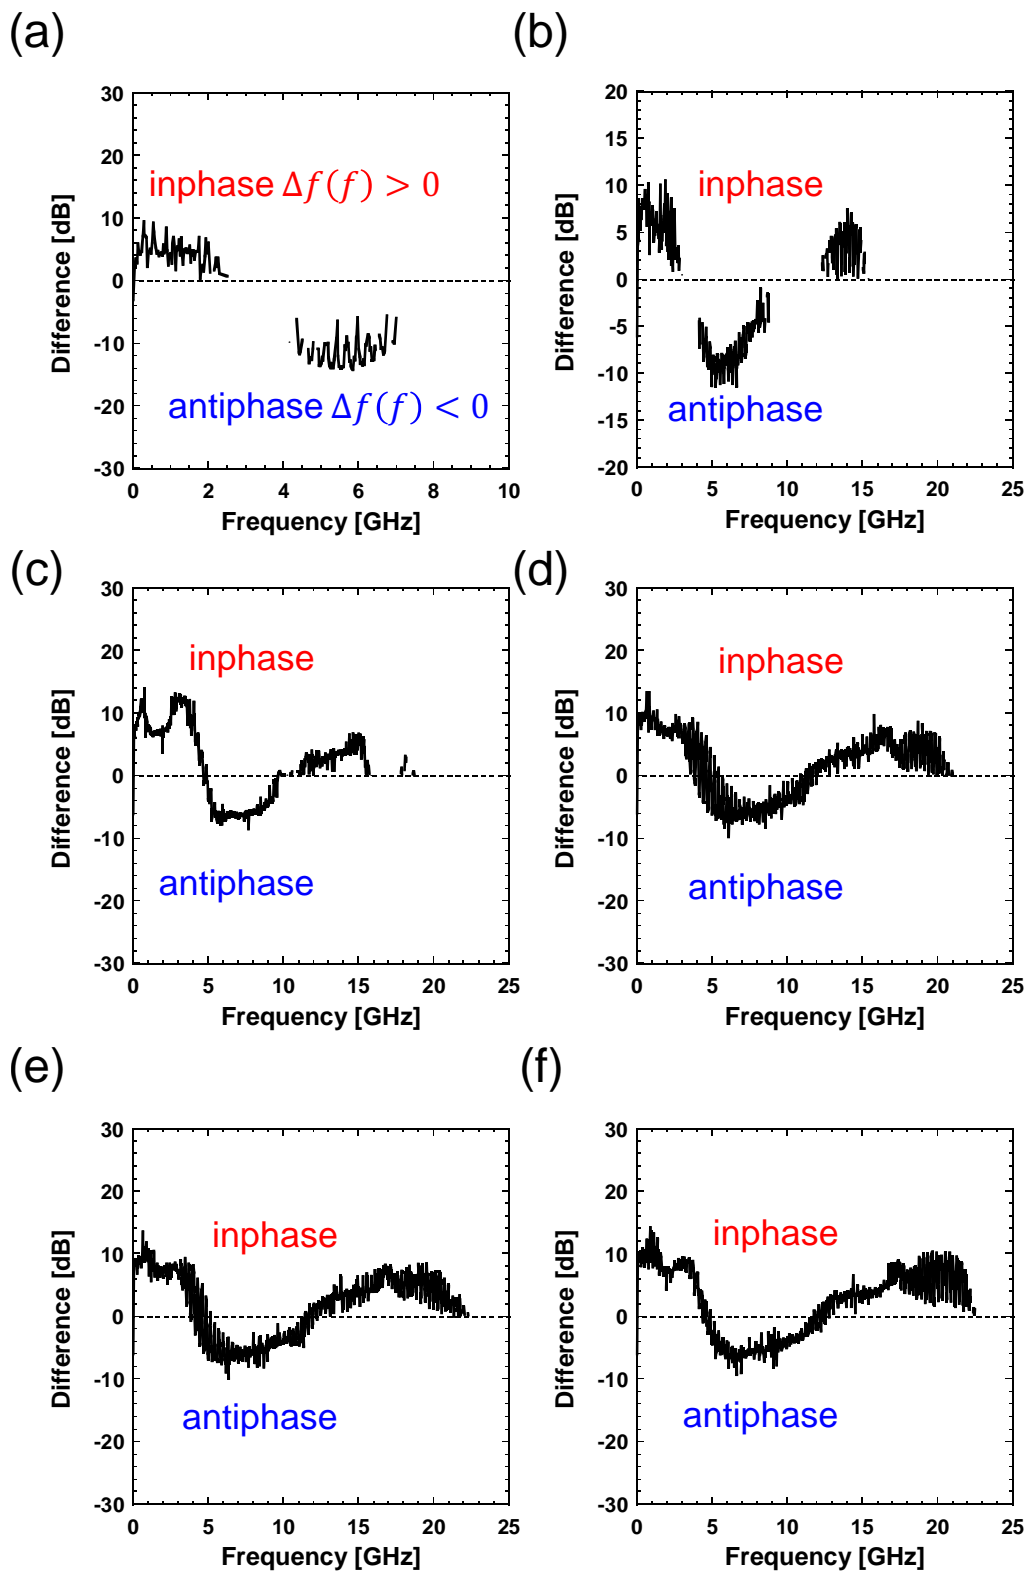 (a)
30
20
10
0
-10
-20
-30
Difference [dB]
inphase Δf(f) > 0
antiphase Δf(f) < 0
0 2 4 6 8 10
Frequency [GHz]
(b)
20
15
10
5
0
-5
-10
-15
-20
Difference [dB]
inphase
antiphase
0 5 10 15 20 25
Frequency [GHz]
(c)
30
20
10
0
-10
-20
-30
Difference [dB]
inphase
antiphase
0 5 10 15 20 25
Frequency [GHz]
(d)
30
20
10
0
-10
-20
-30
Difference [dB]
inphase
antiphase
0 5 10 15 20 25
Frequency [GHz]
(e)
30
20
10
0
-10
-20
-30
Difference [dB]
inphase
antiphase
0 5 10 15 20 25
Frequency [GHz]
(f)
30
20
10
0
-10
-20
-30
Difference [dB]
inphase
antiphase
0 5 10 15 20 25
Frequency [GHz]